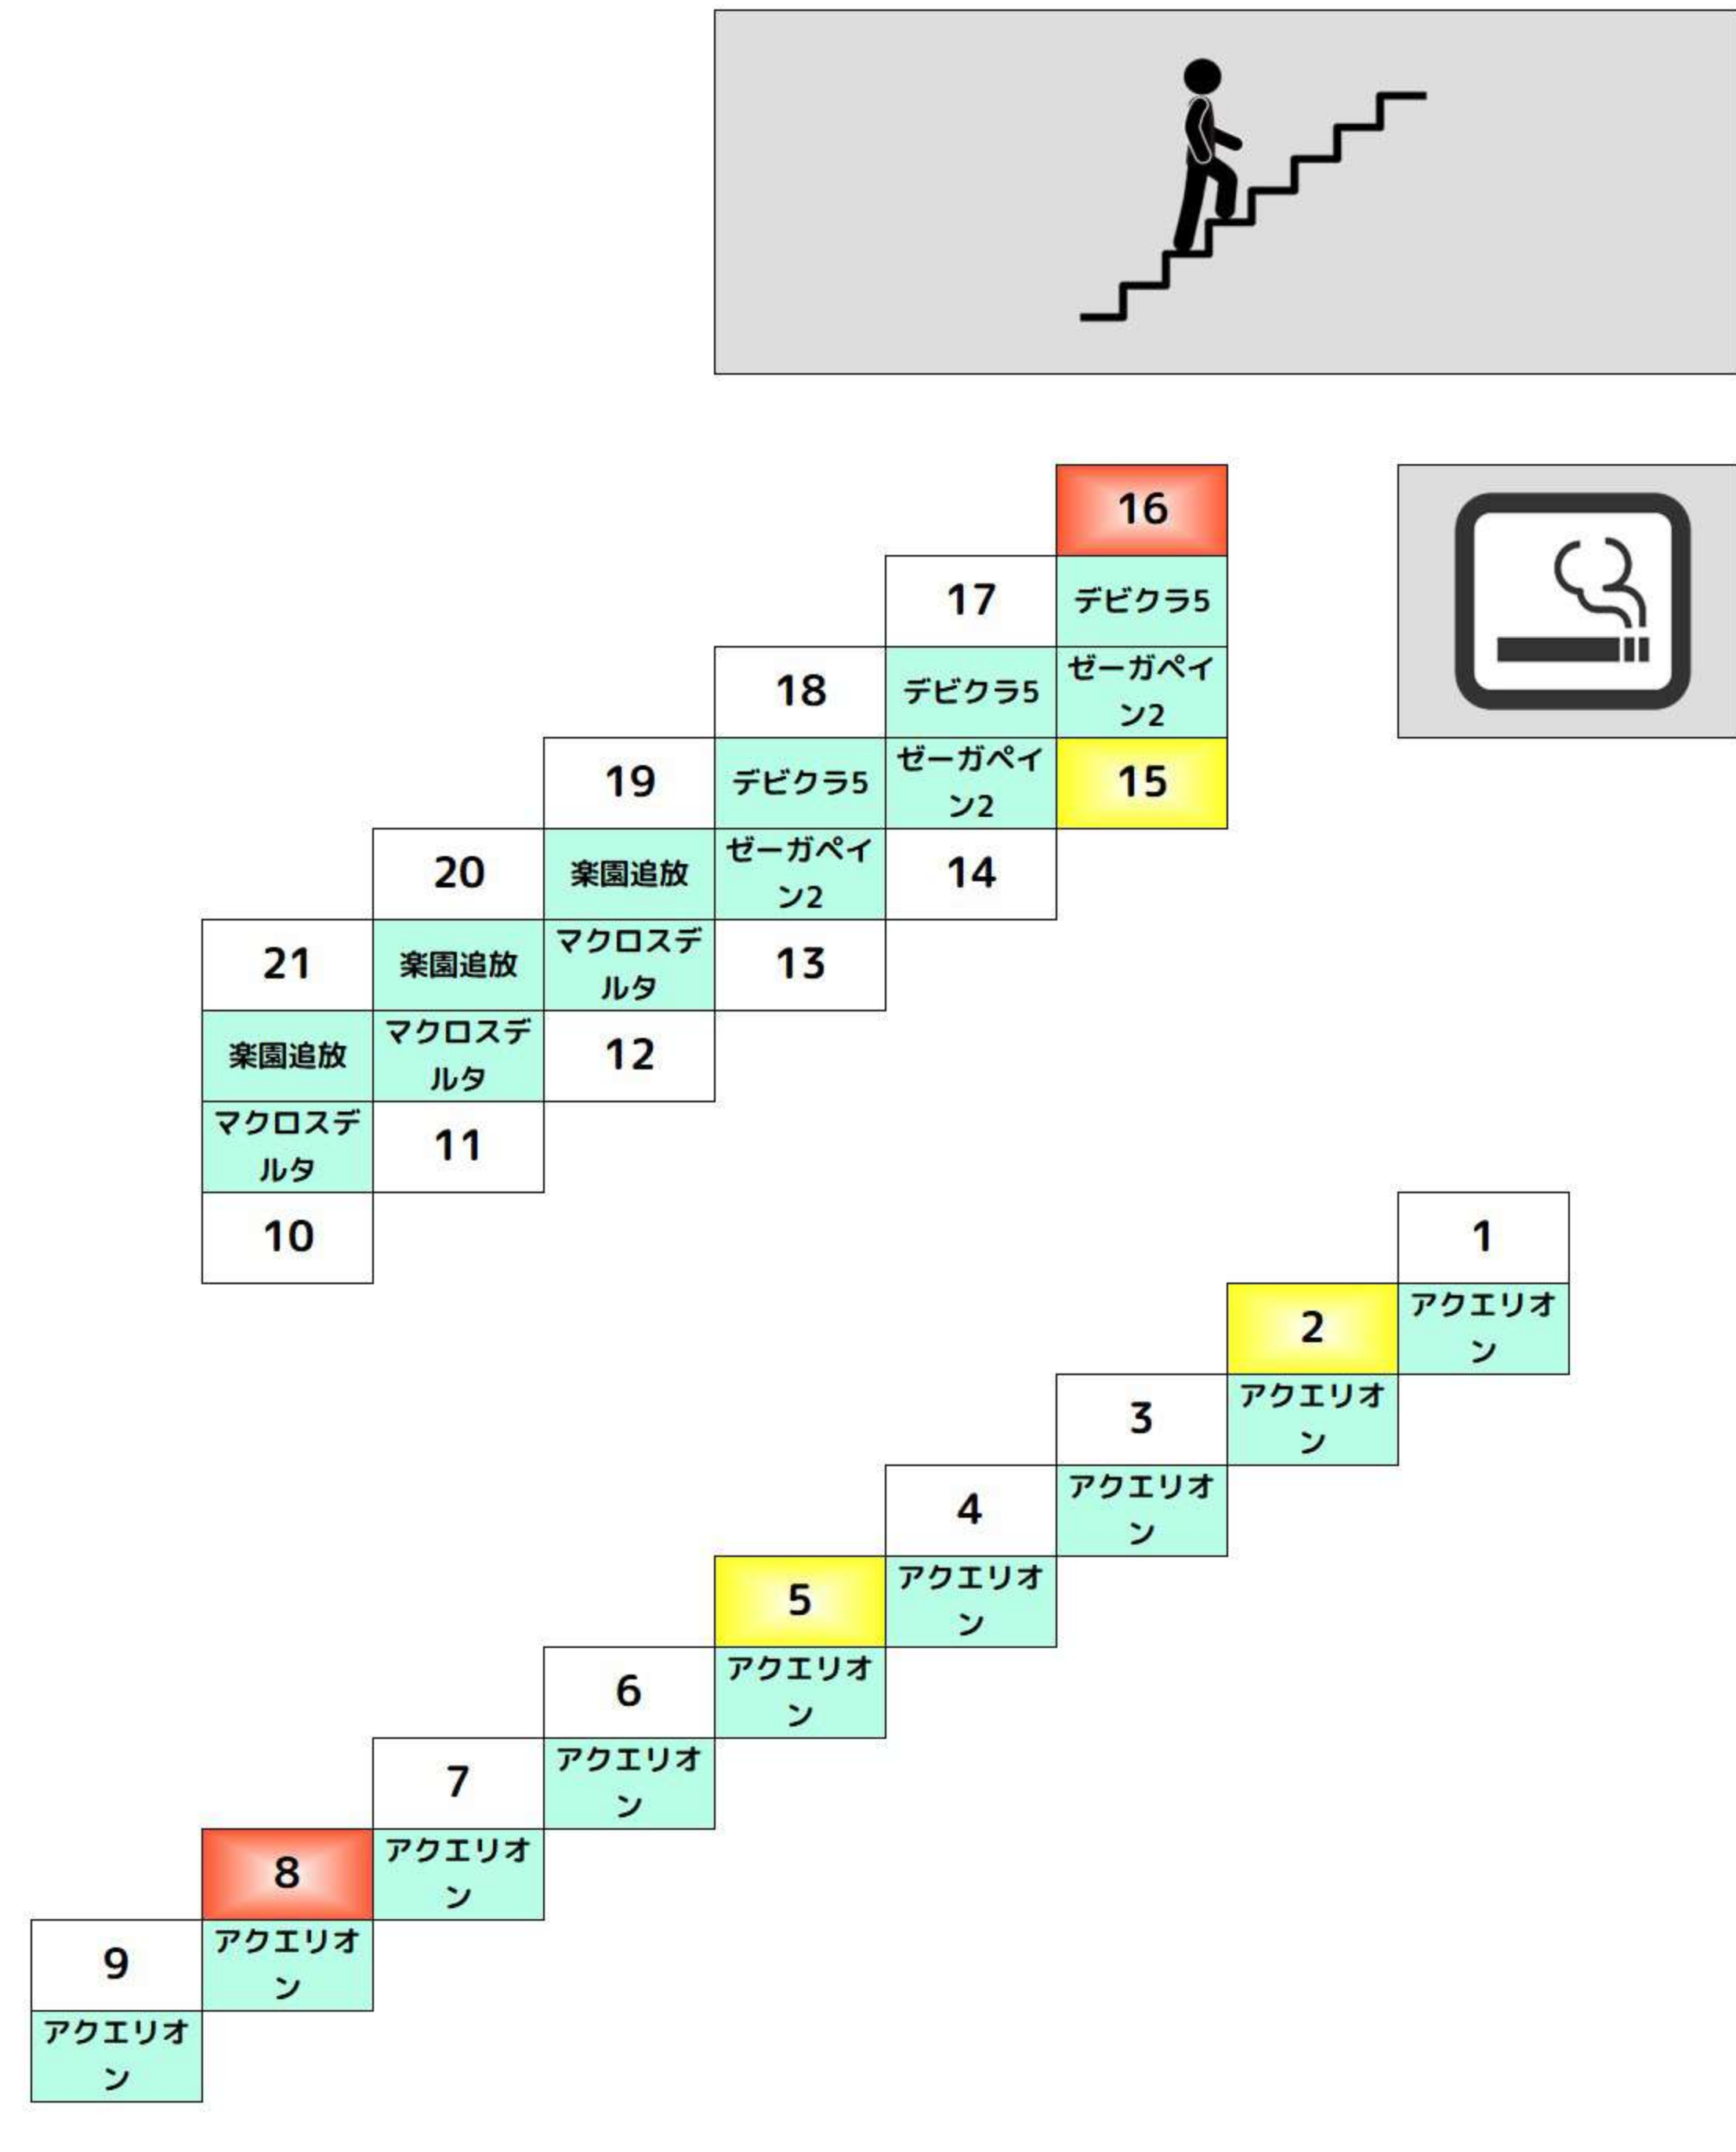 16
17
デビクラ5
18
デビクラ5
ゼーガペイ
ン2
19
デビクラ5
ゼーガペイ
ン2
15
20
楽園追放
ゼーガペイ
ン2
14
21
楽園追放
マクロスデ
ルタ
13
楽園追放
マクロスデ
ルタ
12
マクロスデ
ルタ
11
10
1
2
アクエリオ
ン
3
アクエリオ
ン
4
アクエリオ
ン
5
アクエリオ
ン
6
アクエリオ
ン
7
アクエリオ
ン
8
アクエリオ
ン
9
アクエリオ
ン
アクエリオ
ン